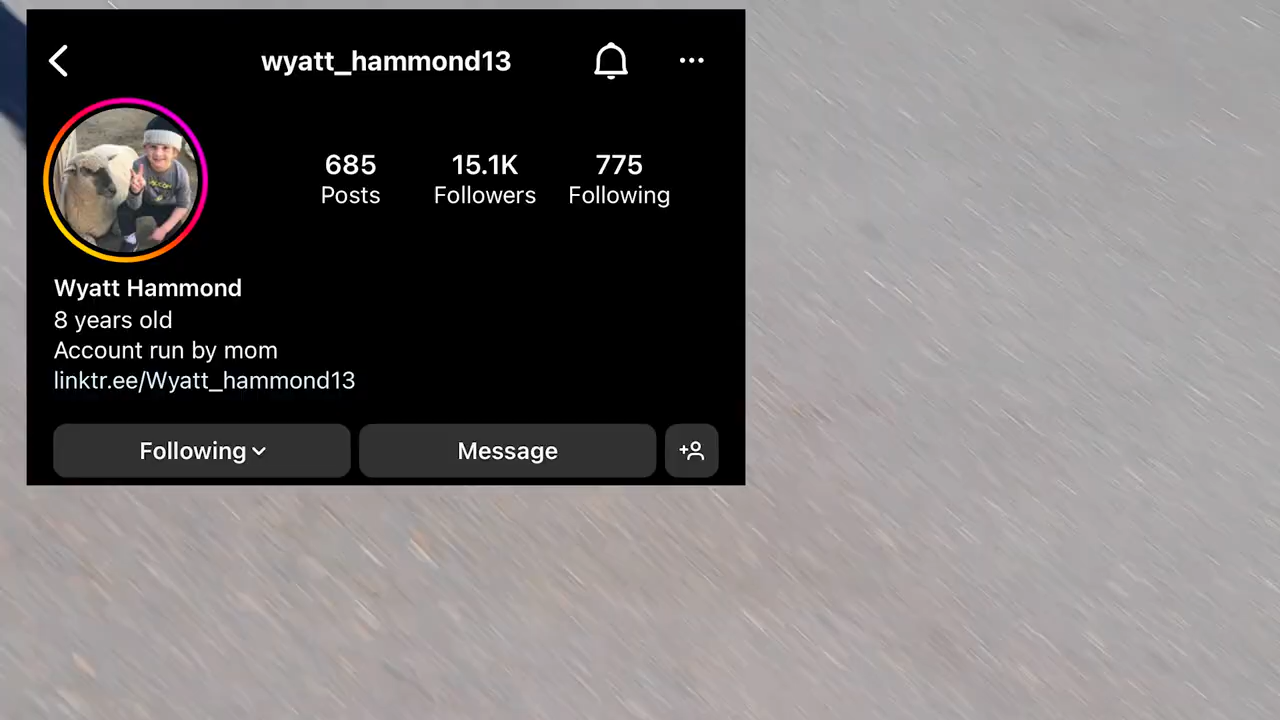 wyatt_hammond13
685 15.1K 775
Posts Followers Following
Wyatt Hammond
8 years old
Account run by mom
linktr.ee/Wyatt_hammond13
Following Message